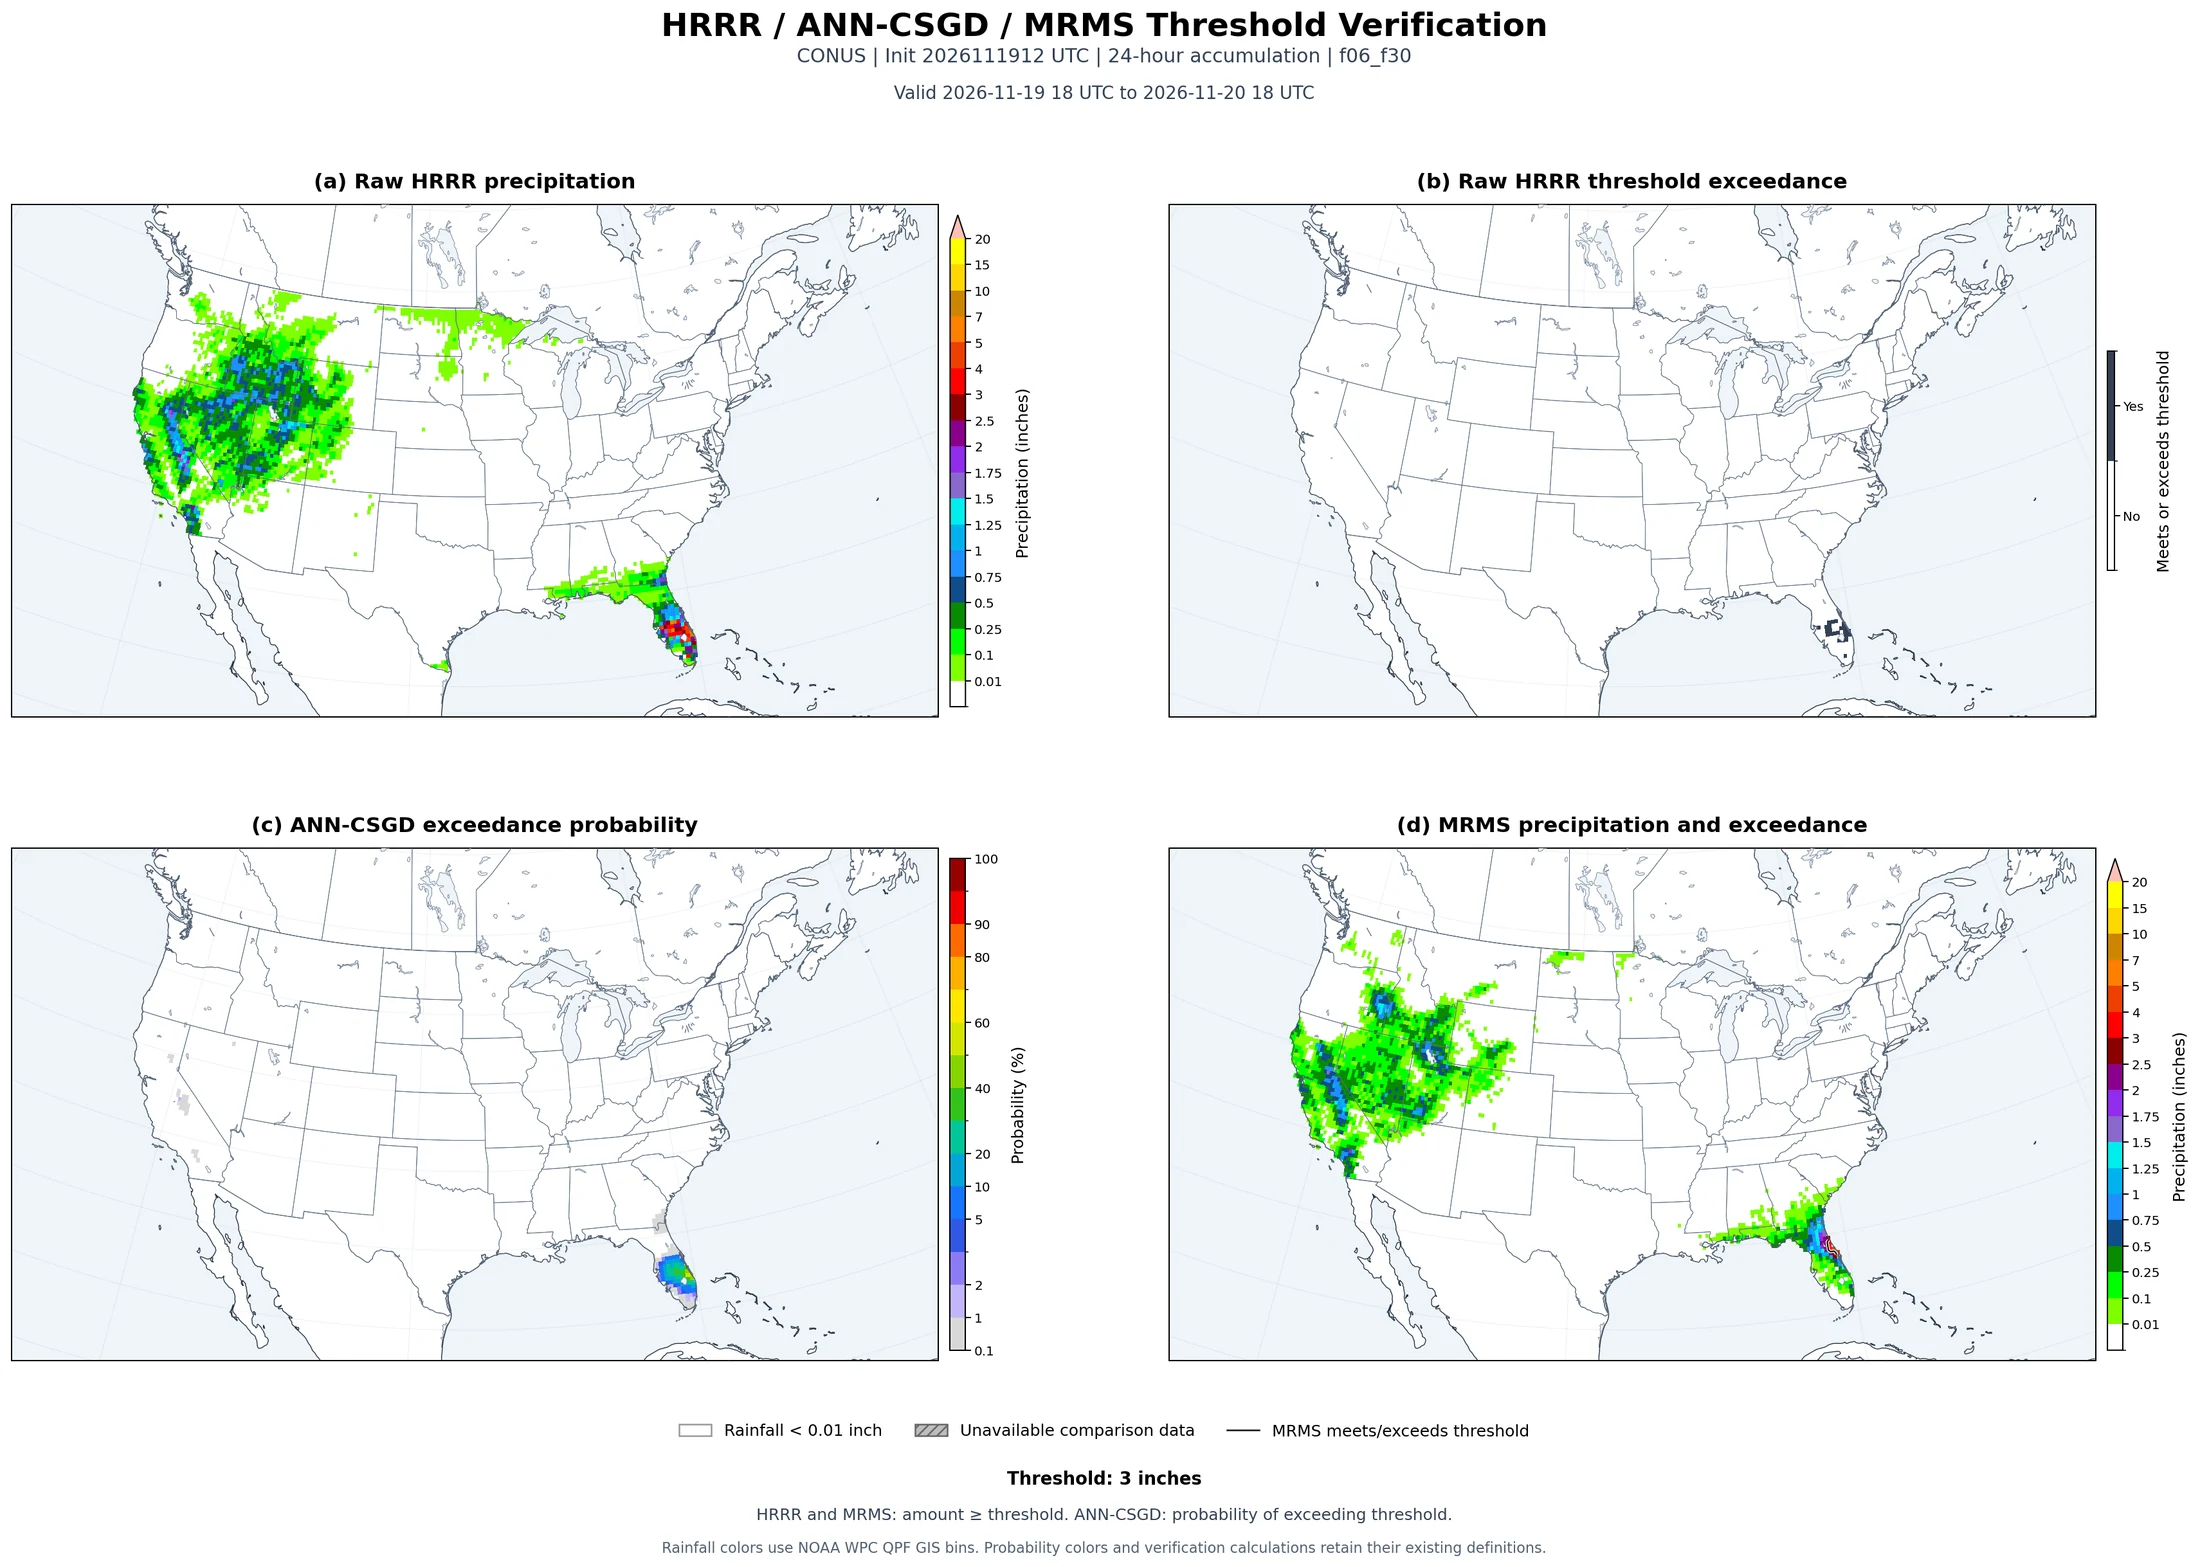 HRRR / ANN-CSGD / MRMS Threshold Verification
CONUS | Init 2026111912 UTC | 24-hour accumulation | f06_f30
Valid 2026-11-19 18 UTC to 2026-11-20 18 UTC
(a) Raw HRRR precipitation
20
15
10
7
5
4
3
2.5
2
1.75
1.5
1.25
1
0.75
0.5
0.25
0.1
0.01
Precipitation (inches)
(b) Raw HRRR threshold exceedance
Yes
No
Meets or exceeds threshold
(c) ANN-CSGD exceedance probability
100
90
80
60
40
20
10
5
2
1
0.1
Probability (%)
(d) MRMS precipitation and exceedance
20
15
10
7
5
4
3
2.5
2
1.75
1.5
1.25
1
0.75
0.5
0.25
0.1
0.01
Precipitation (inches)
Rainfall < 0.01 inch
Unavailable comparison data
MRMS meets/exceeds threshold
Threshold: 3 inches
HRRR and MRMS: amount ≥ threshold. ANN-CSGD: probability of exceeding threshold.
Rainfall colors use NOAA WPC QPF GIS bins. Probability colors and verification calculations retain their existing definitions.